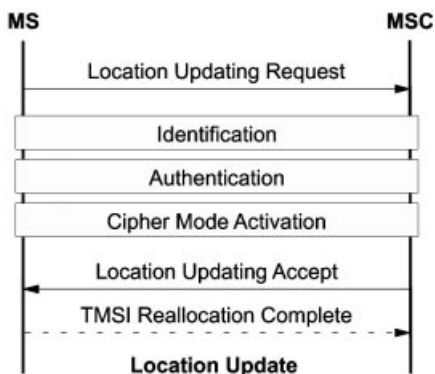 MS MSC
Location Updating Request
Identification
Authentication
Cipher Mode Activation
Location Updating Accept
TMSI Reallocation Complete
Location Update